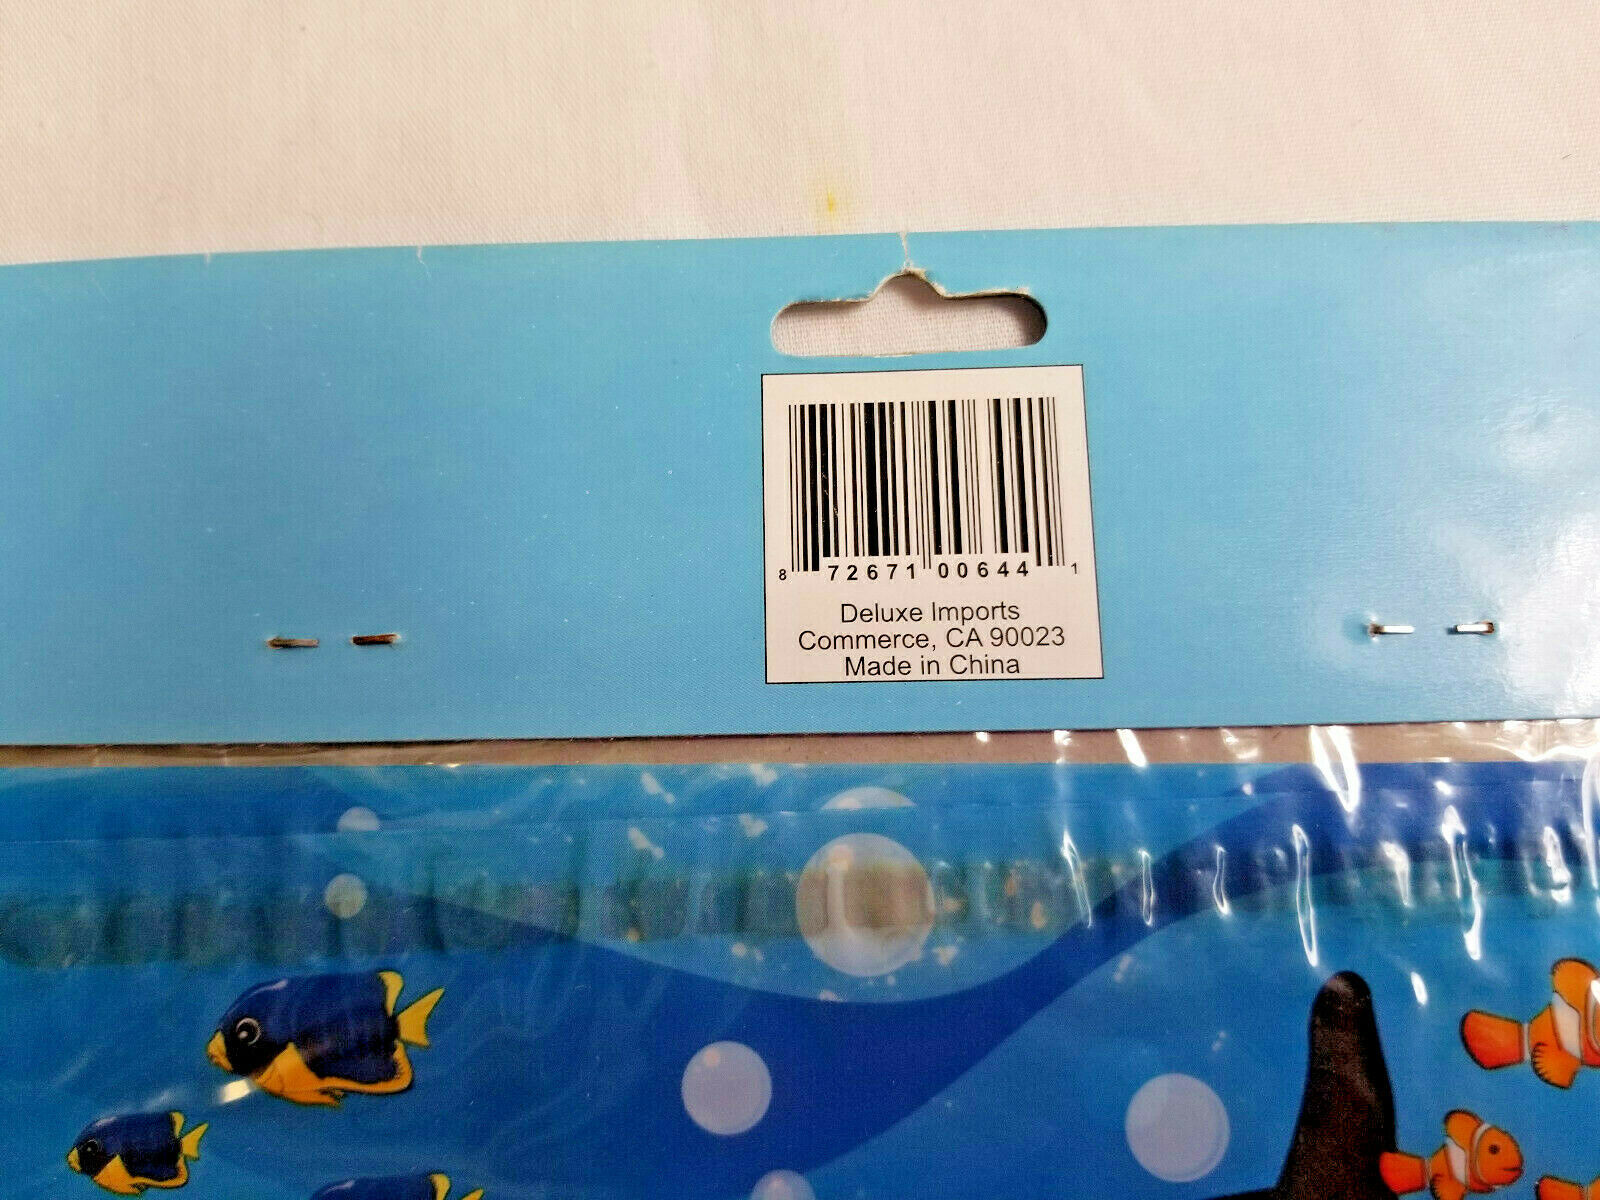 8 72671 00644 1
Deluxe Imports
Commerce, CA 90023
Made in China